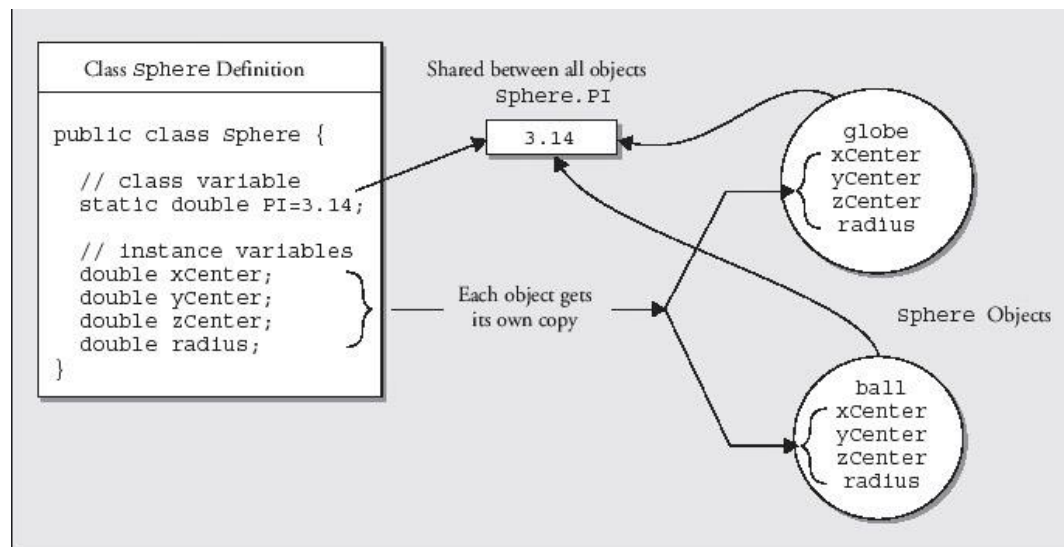 Class Sphere Definition
public class Sphere {
// class variable
static double PI=3.14;
// instance variables
double xCenter;
double yCenter;
double zCenter;
double radius;
}
Shared between all objects
Sphere.PI
3.14
Each object gets
its own copy
globe
xCenter
yCenter
zCenter
radius
Sphere Objects
ball
xCenter
yCenter
zCenter
radius